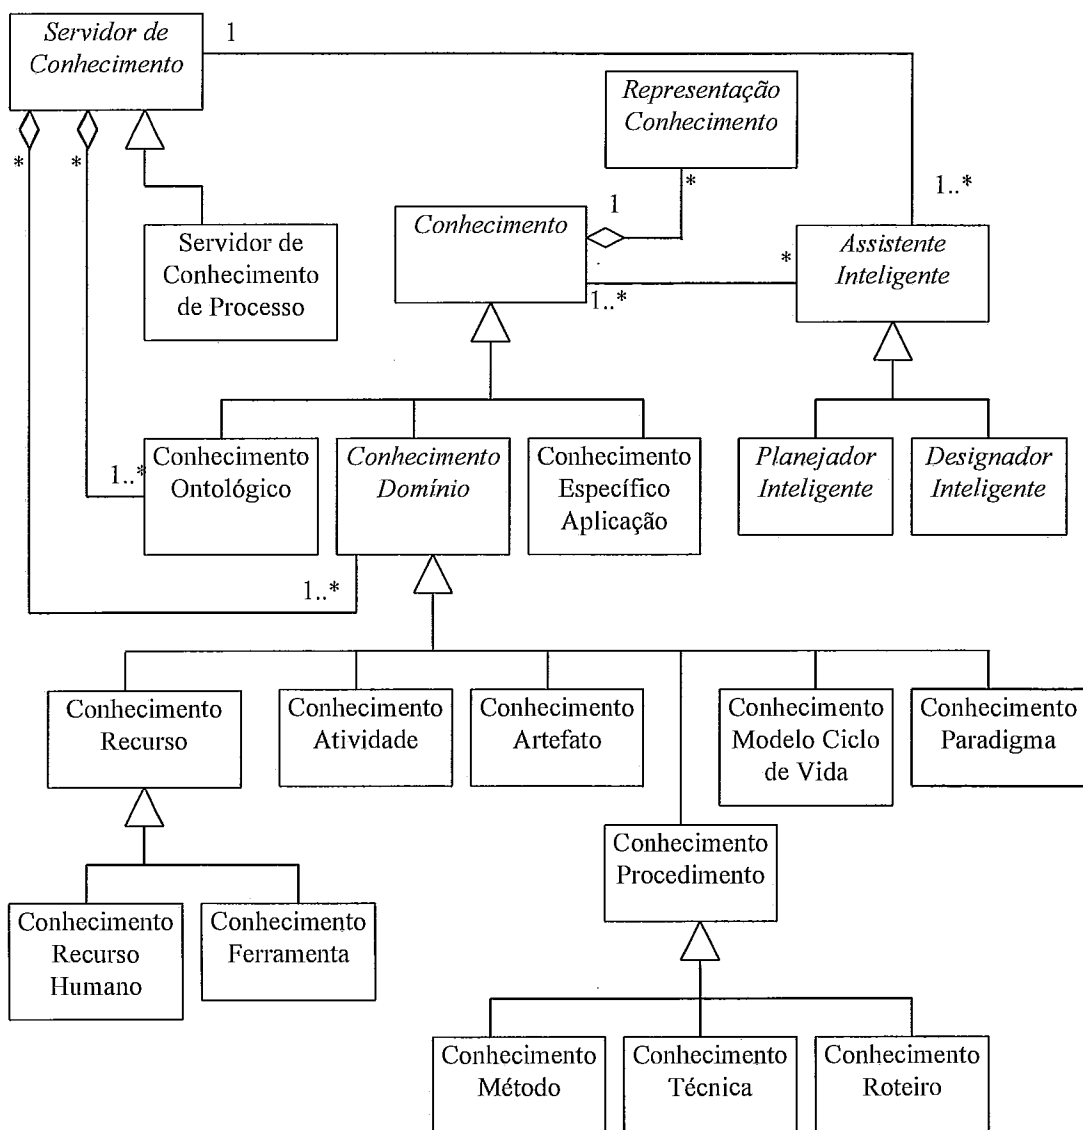 Servidor de
Conhecimento
1
Representação
Conhecimento
*
*
*
1..*
1
Conhecimento
Assistente
Inteligente
*
1..*
Servidor de
Conhecimento
de Processo
Conhecimento
Ontológico
Conhecimento
Domínio
Conhecimento
Específico
Aplicação
Planejador
Inteligente
Designador
Inteligente
1..*
1..*
Conhecimento
Recurso
Conhecimento
Atividade
Conhecimento
Artefato
Conhecimento
Modelo Ciclo
de Vida
Conhecimento
Paradigma
Conhecimento
Procedimento
Conhecimento
Recurso
Humano
Conhecimento
Ferramenta
Conhecimento
Método
Conhecimento
Técnica
Conhecimento
Roteiro